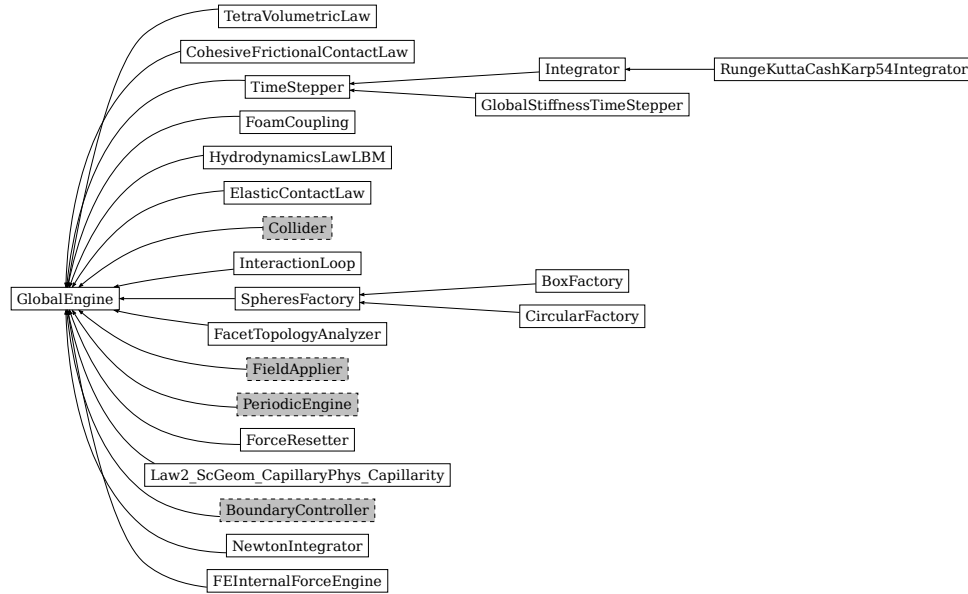 TetraVolumetricLaw
CohesiveFrictionalContactLaw
Integrator
RungeKuttaCashKarp54Integrator
TimeStepper
GlobalStiffnessTimeStepper
FoamCoupling
HydrodynamicsLawLBM
ElasticContactLaw
Collider
InteractionLoop
BoxFactory
GlobalEngine
SpheresFactory
CircularFactory
FacetTopologyAnalyzer
FieldApplier
PeriodicEngine
ForceResetter
Law2_ScGeom_CapillaryPhys_Capillarity
BoundaryController
NewtonIntegrator
FEInternalForceEngine